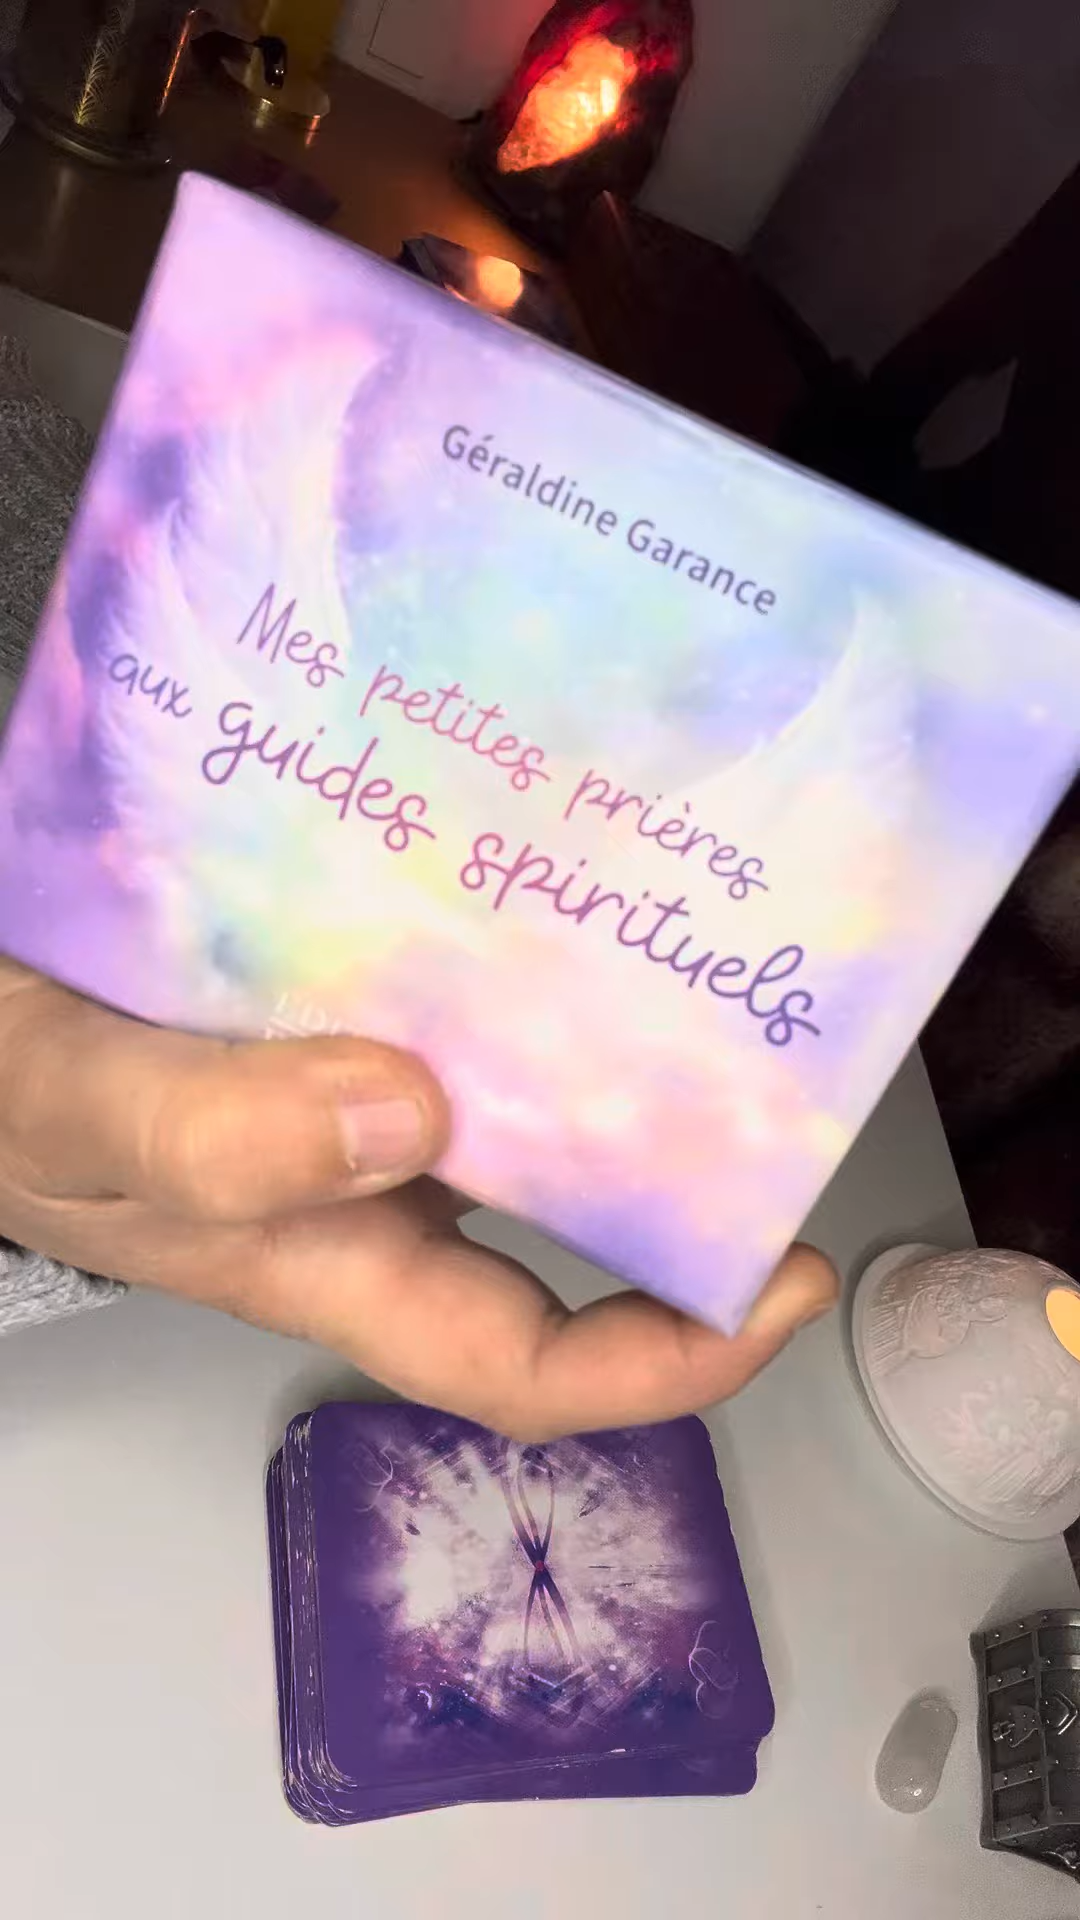 Géraldine Garance
Mes petites prières
aux guides spirituels